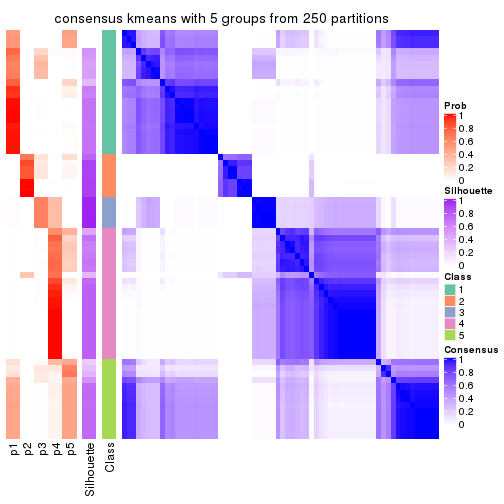 consensus kmeans with 5 groups from 250 partitions
Prob
1
0.8
0.6
0.4
0.2
0
Silhouette
1
0.8
0.6
0.4
0.2
0
Class
1
2
3
4
5
Consensus
1
0.8
0.6
0.4
0.2
0
p1
p2
p3
p4
p5
Silhouette
Class